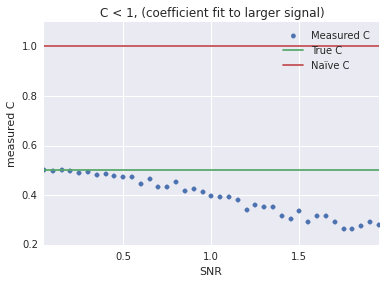 C < 1, (coefficient fit to larger signal)
Measured C
True C
Naïve C
measured C
1.0
0.8
0.6
0.4
0.2
0.5
1.0
1.5
SNR